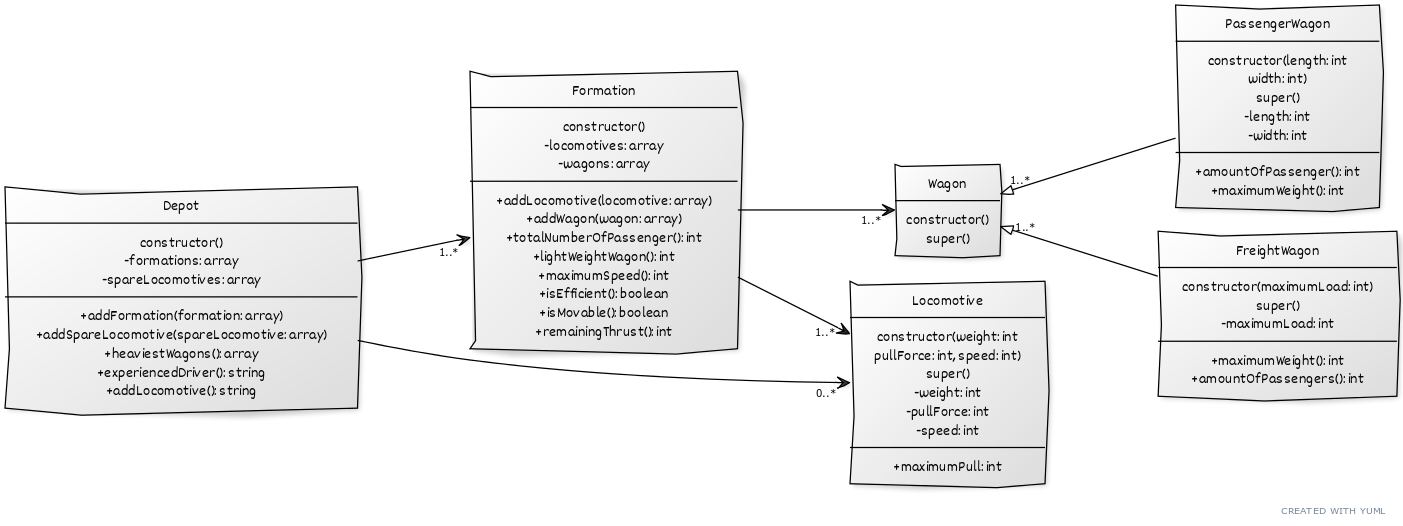 Depot
constructor()
-formations: array
-spareLocomotives: array
+addFormation(formation: array)
+addSpareLocomotive(spareLocomotive: array)
+heaviestWagons(): array
+experiencedDriver(): string
+addLocomotive(): string
1..*
0..*
Formation
constructor()
-locomotives: array
-wagons: array
+addLocomotive(locomotive: array)
+addWagon(wagon: array)
+totalNumberOfPassenger(): int
+lightWeightWagon(): int
+maximumSpeed(): int
+isEfficient(): boolean
+isMovable(): boolean
+remainingThrust(): int
1..*
1..*
Wagon
constructor()
super()
Locomotive
constructor(weight: int
pullForce: int, speed: int)
super()
-weight: int
-pullForce: int
-speed: int
+maximumPull: int
1..*
1..*
PassengerWagon
constructor(length: int
width: int)
super()
-length: int
-width: int
+amountOfPassenger(): int
+maximumWeight(): int
FreightWagon
constructor(maximumLoad: int)
super()
-maximumLoad: int
+maximumWeight(): int
+amountOfPassengers(): int
CREATED WITH YUML